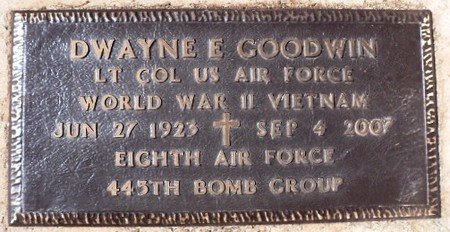 DWAYNE E GOODWIN
LT COL US AIR FORCE
WORLD WAR II VIETNAM
JUN 27 1923 ✝ SEP 4 2007
EIGHTH AIR FORCE
445TH BOMB GROUP